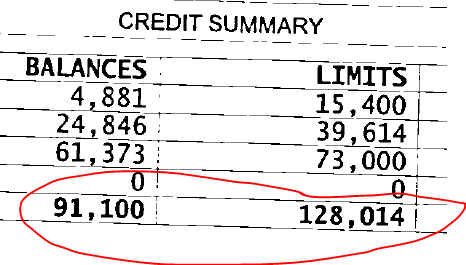 CREDIT SUMMARY
BALANCES LIMITS
4,881 15,400
24,846 39,614
61,373 73,000
0 0
91,100 128,014